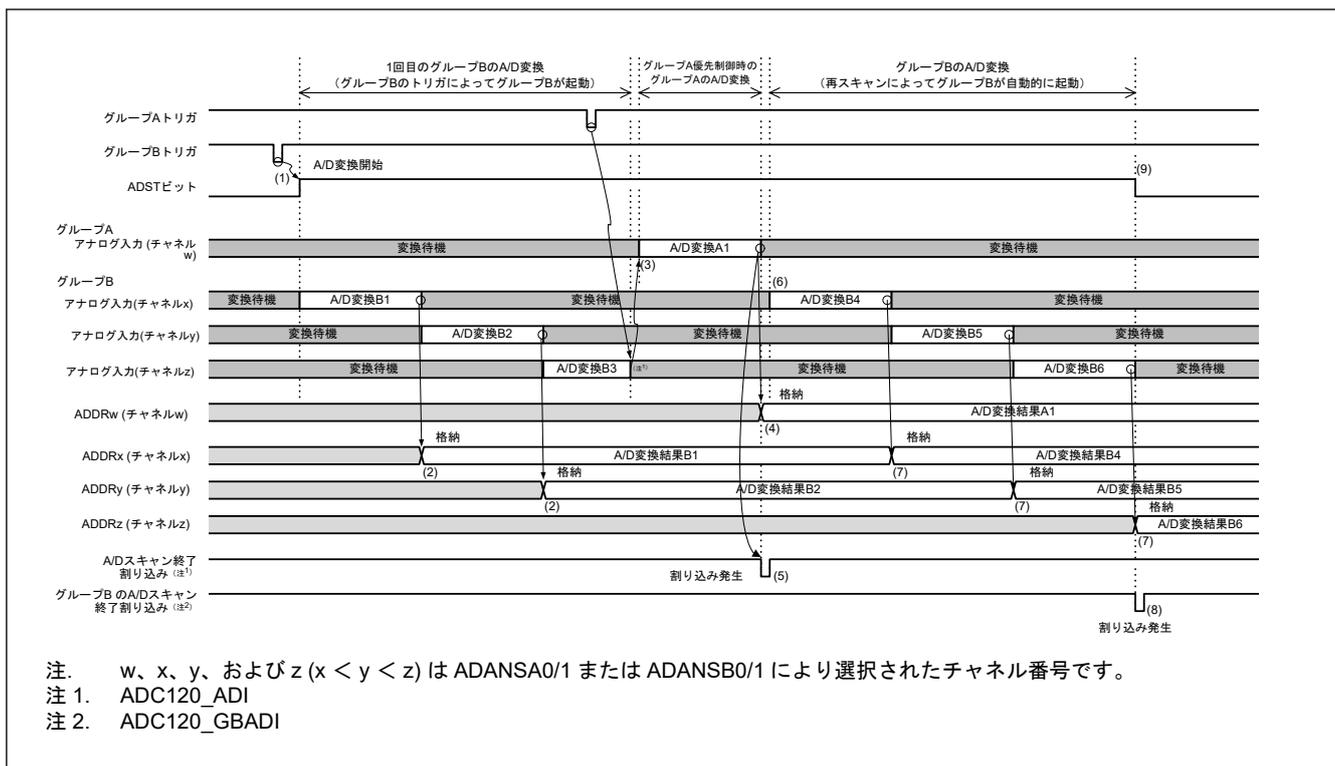 1回目のグループBのA/D変換
(グループBのトリガによってグループBが起動)
グループA優先制御時の
グループAのA/D変換
グループBのA/D変換
(再スキャンによってグループBが自動的に起動)
グループAトリガ
グループBトリガ
(1)
A/D変換開始
ADSTビット
(9)
グループA
アナログ入力 (チャネル
w)
変換待機
A/D変換A1
変換待機
(3)
グループB
(6)
アナログ入力(チャネルx)
変換待機
A/D変換B1
変換待機
A/D変換B4
変換待機
アナログ入力(チャネルy)
変換待機
A/D変換B2
変換待機
A/D変換B5
変換待機
アナログ入力(チャネルz)
変換待機
A/D変換B3
(注1)
変換待機
A/D変換B6
変換待機
格納
ADDRw (チャネルw)
A/D変換結果A1
(4)
格納
格納
ADDRx (チャネルx)
A/D変換結果B1
A/D変換結果B4
(2)
(7)
格納
格納
ADDRy (チャネルy)
A/D変換結果B2
A/D変換結果B5
(2)
(7)
格納
ADDRz (チャネルz)
A/D変換結果B6
(7)
A/Dスキャン終了
割り込み (注1)
割り込み発生
(5)
グループB のA/Dスキャン
終了割り込み (注2)
(8)
割り込み発生
注. w、x、y、および z (x < y < z) は ADANSA0/1 または ADANSB0/1 により選択されたチャネル番号です。
注 1. ADC120_ADI
注 2. ADC120_GBADI